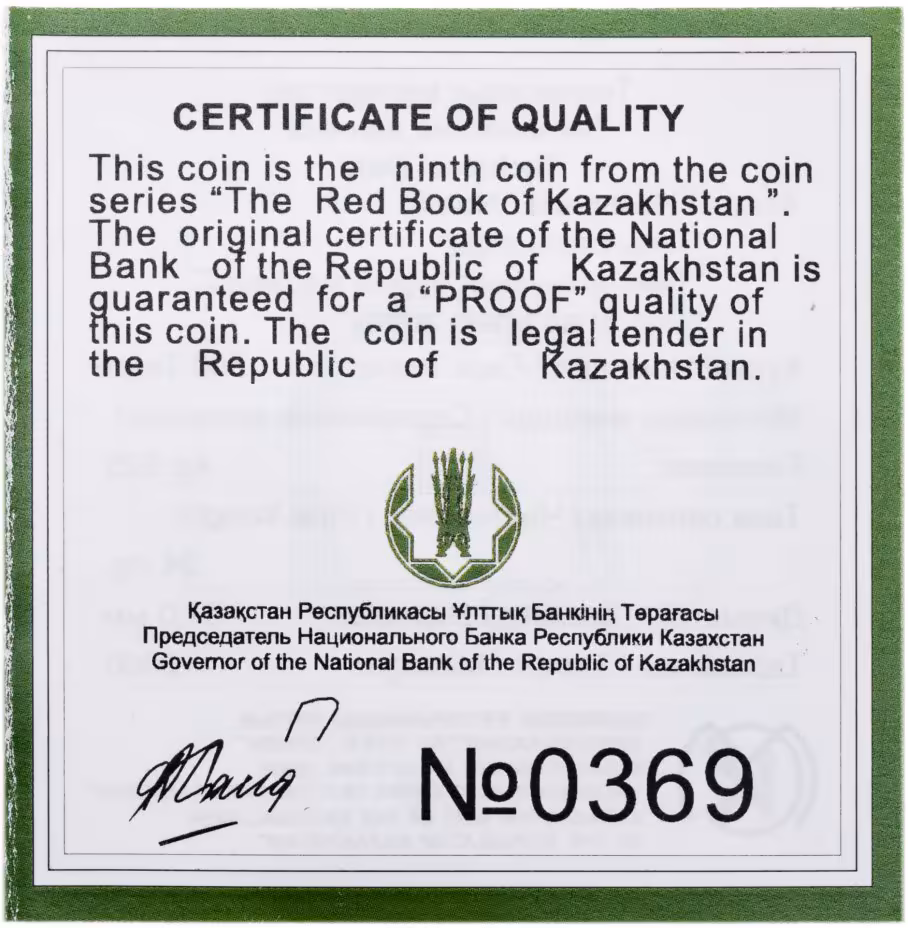 CERTIFICATE OF QUALITY
This coin is the ninth coin from the coin
series “The Red Book of Kazakhstan ”.
The original certificate of the National
Bank of the Republic of Kazakhstan is
guaranteed for a “PROOF” quality of
this coin. The coin is legal tender in
the Republic of Kazakhstan.
Қазақстан Республикасы Ұлттық Банкінің Төрағасы
Председатель Национального Банка Республики Казахстан
Governor of the National Bank of the Republic of Kazakhstan
№0369